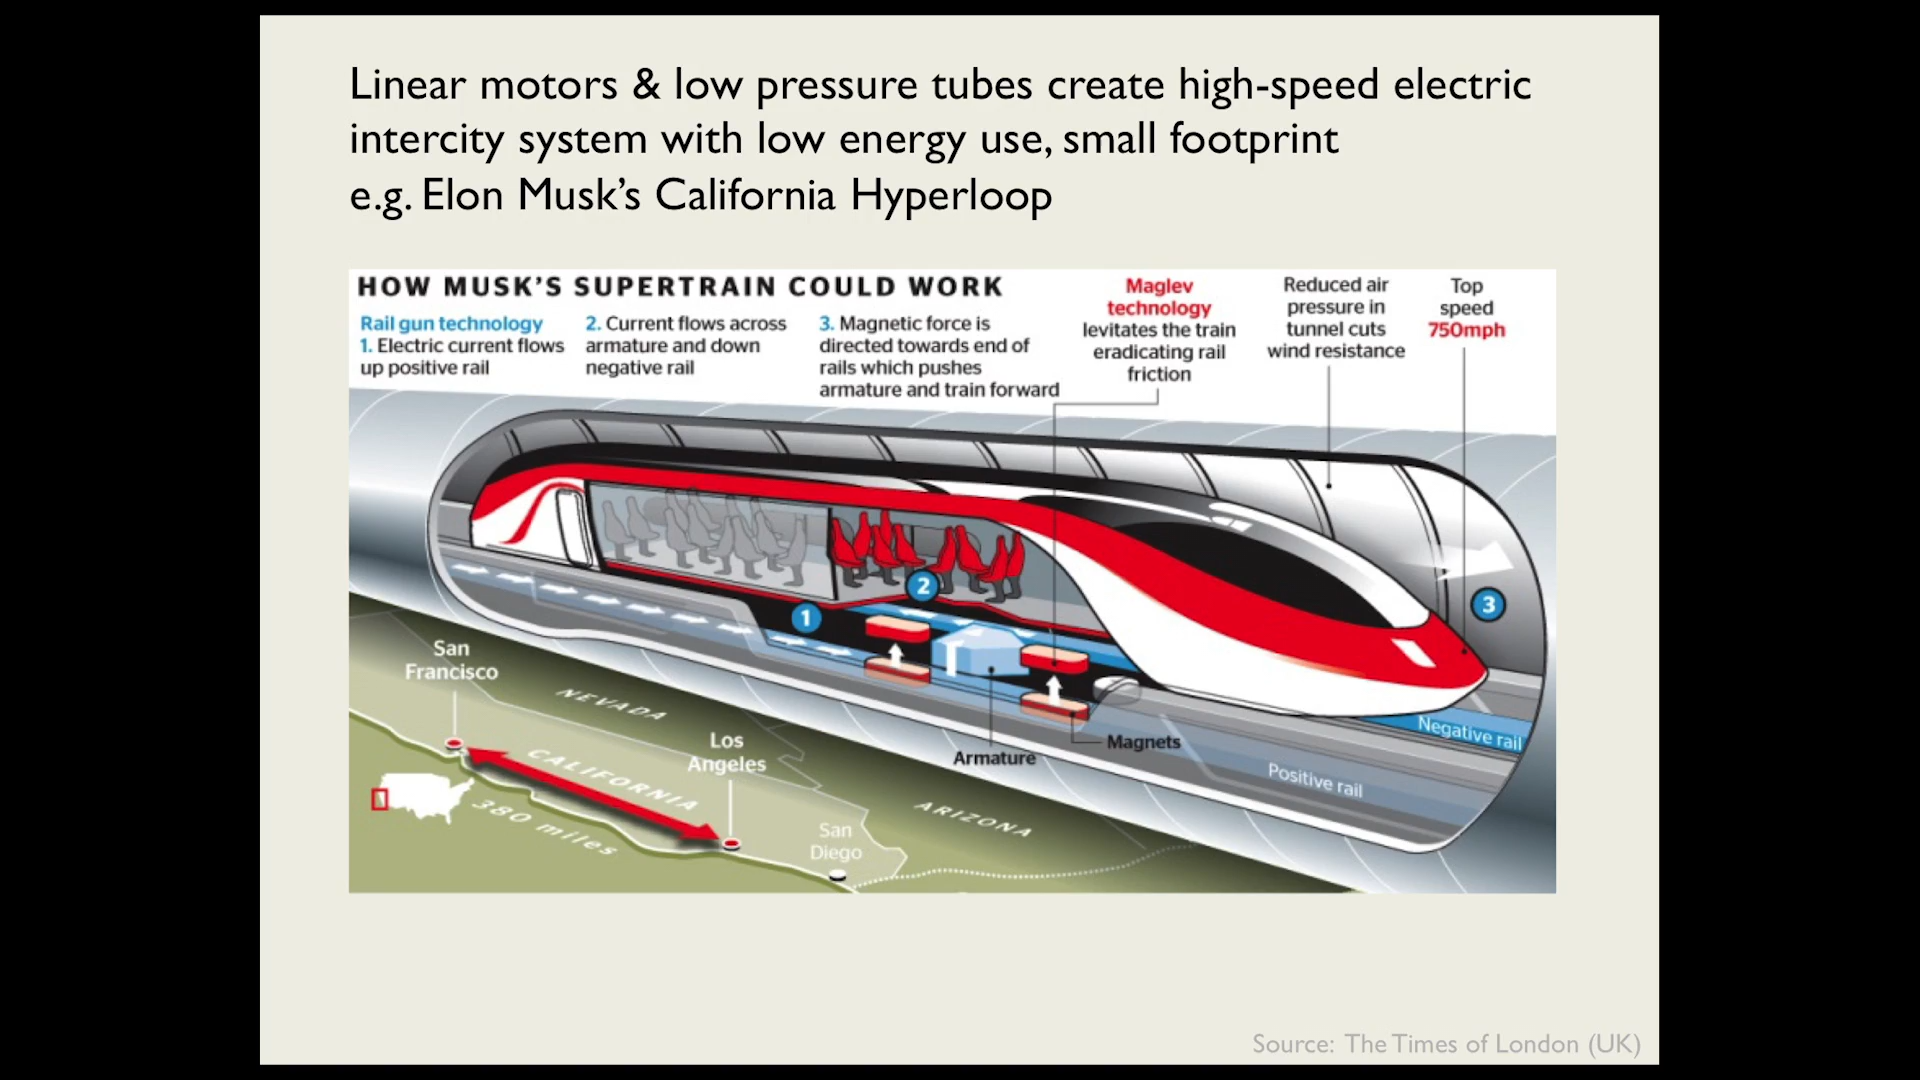 Linear motors & low pressure tubes create high-speed electric
intercity system with low energy use, small footprint
e.g. Elon Musk’s California Hyperloop
HOW MUSK’S SUPERTRAIN COULD WORK
Rail gun technology
1. Electric current flows
up positive rail
2. Current flows across
armature and down
negative rail
3. Magnetic force is
directed towards end of
rails which pushes
armature and train forward
Maglev
technology
levitates the train
eradicating rail
friction
Reduced air
pressure in
tunnel cuts
wind resistance
Top
speed
750mph
1
2
3
San
Francisco
NEVADA
Los
Angeles
CALIFORNIA
380 miles
San
Diego
ARIZONA
Armature
Magnets
Negative rail
Positive rail
Source: The Times of London (UK)